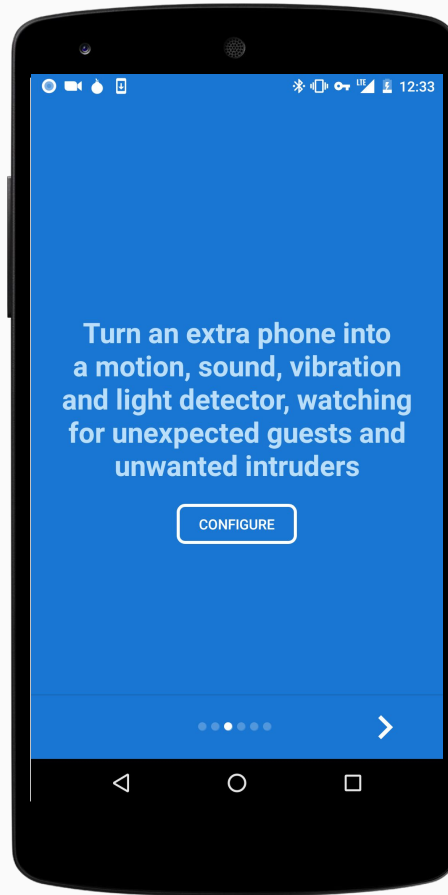 LTE
12:33
Turn an extra phone into
a motion, sound, vibration
and light detector, watching
for unexpected guests and
unwanted intruders
CONFIGURE